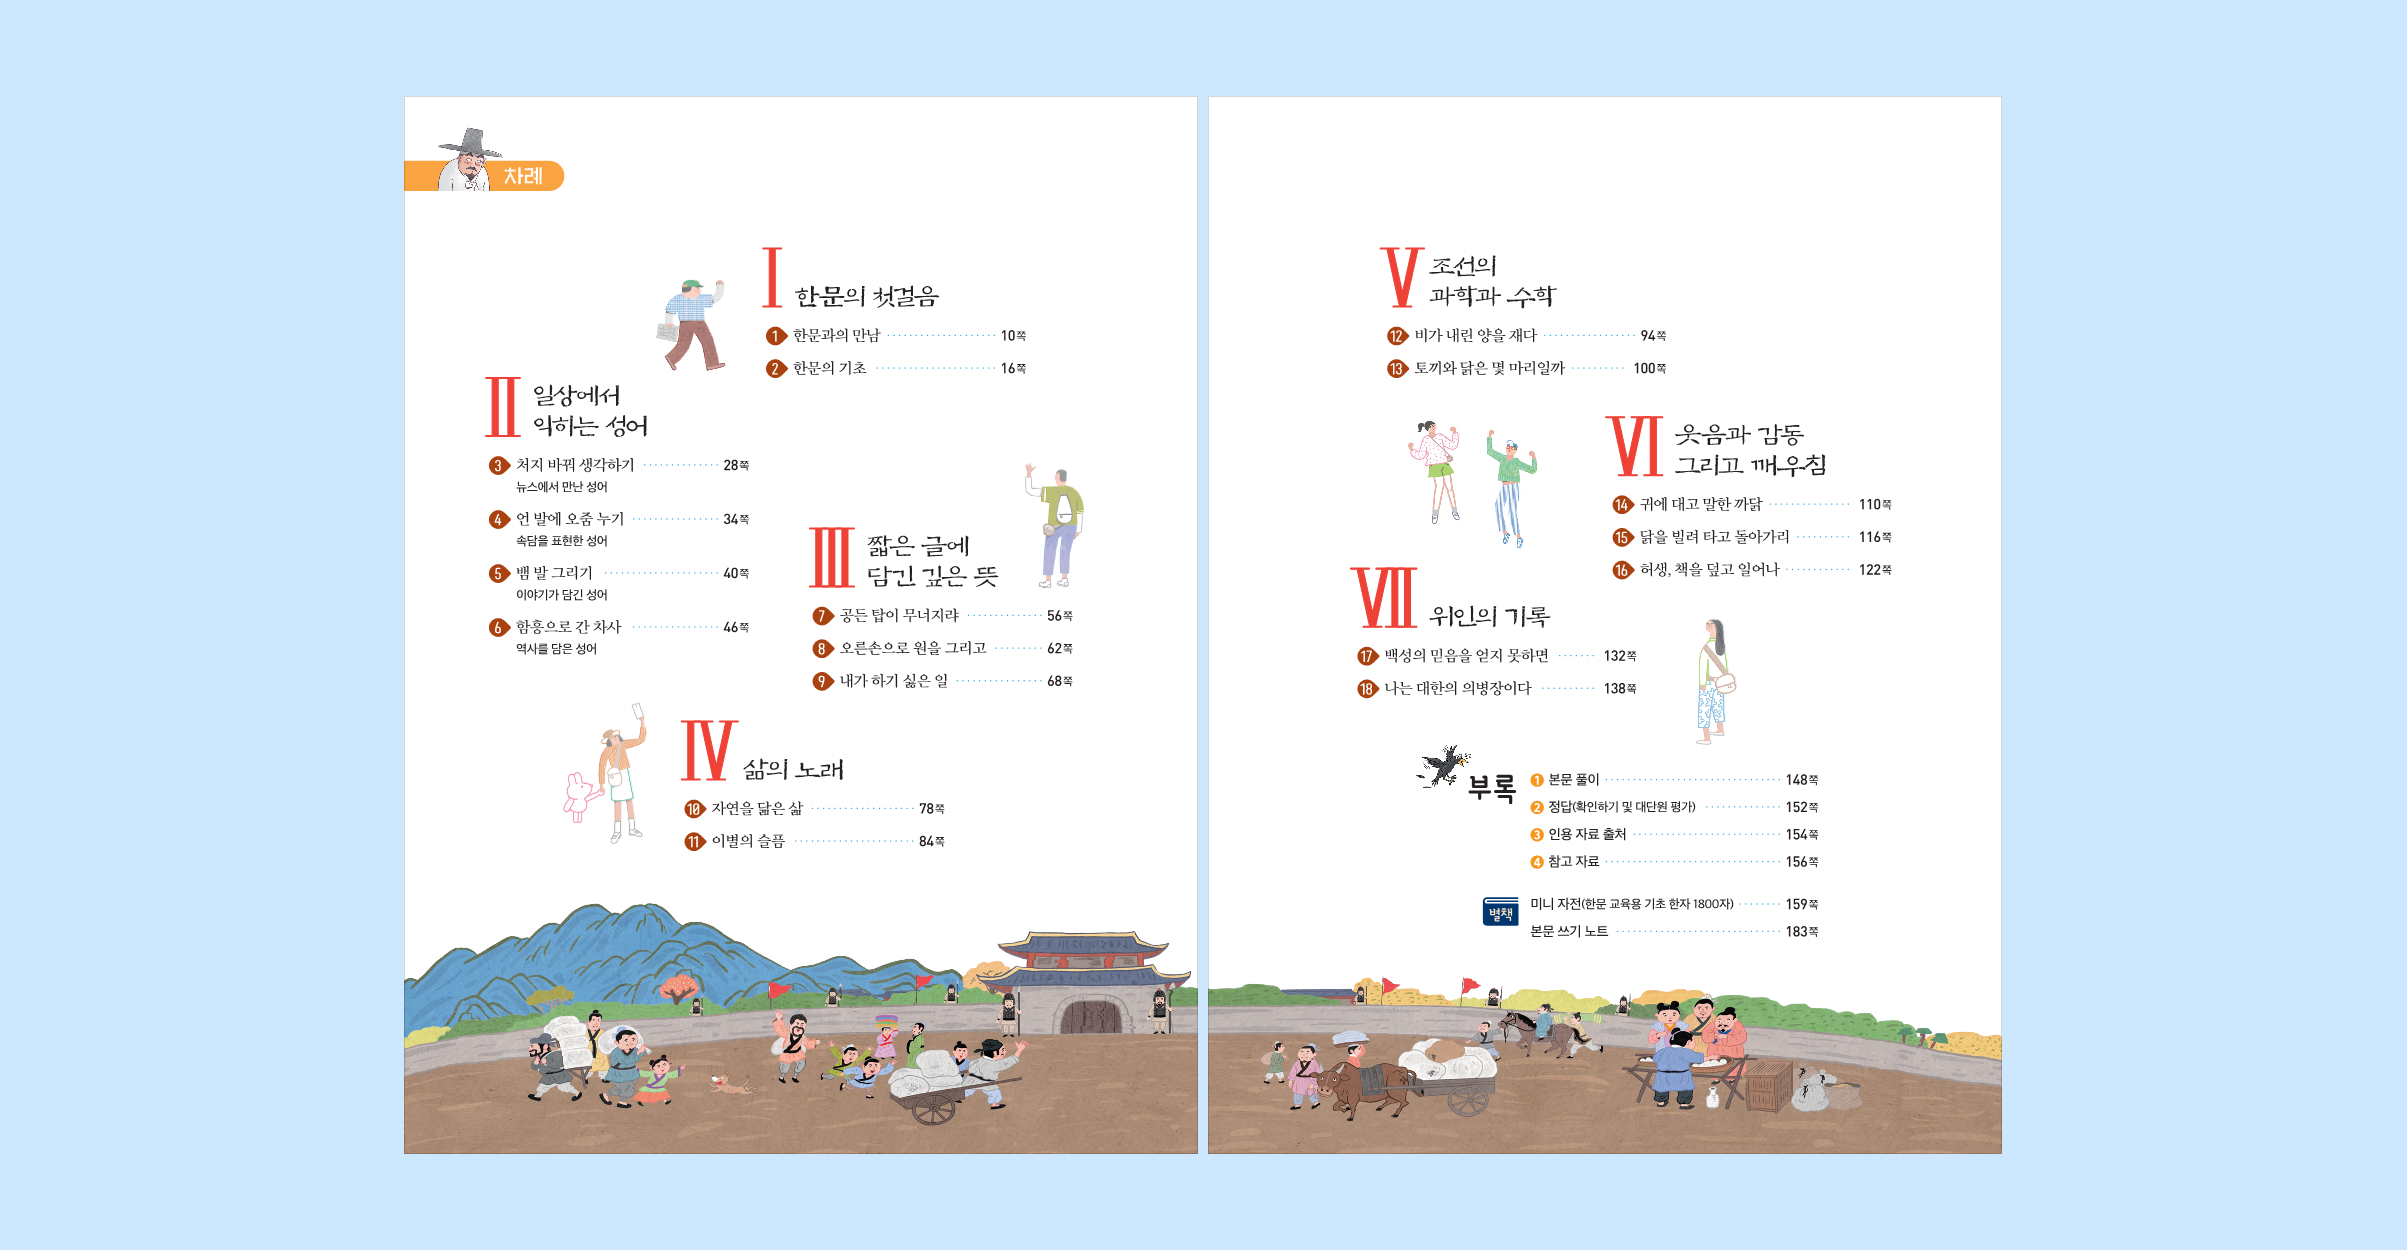 차례
I 한문의 첫걸음
1 한문과의 만남 10쪽
2 한문의 기초 16쪽
II 일상에서
익히는 성어
3 처지 바꿔 생각하기 28쪽
뉴스에서 만난 성어
4 언 발에 오줌 누기 34쪽
속담을 표현한 성어
5 뱀 발 그리기 40쪽
이야기가 담긴 성어
6 함흥으로 간 차사 46쪽
역사를 담은 성어
III 짧은 글에
담긴 깊은 뜻
7 공든 탑이 무너지랴 56쪽
8 오른손으로 원을 그리고 62쪽
9 내가 하기 싫은 일 68쪽
IV 삶의 노래
10 자연을 닮은 삶 78쪽
11 이별의 슬픔 84쪽
V 조선의
과학과 수학
12 비가 내린 양을 재다 94쪽
13 토끼와 닭은 몇 마리일까 100쪽
VI 웃음과 감동
그리고 깨우침
14 귀에 대고 말한 까닭 110쪽
15 닭을 빌려 타고 돌아가리 116쪽
16 허생, 책을 덮고 일어나 122쪽
VII 위인의 기록
17 백성의 믿음을 얻지 못하면 132쪽
18 나는 대한의 의병장이다 138쪽
부록
1 본문 풀이 148쪽
2 정답(확인하기 및 대단원 평가) 152쪽
3 인용 자료 출처 154쪽
4 참고 자료 156쪽
별책
미니 자전(한문 교육용 기초 한자 1800자) 159쪽
본문 쓰기 노트 183쪽